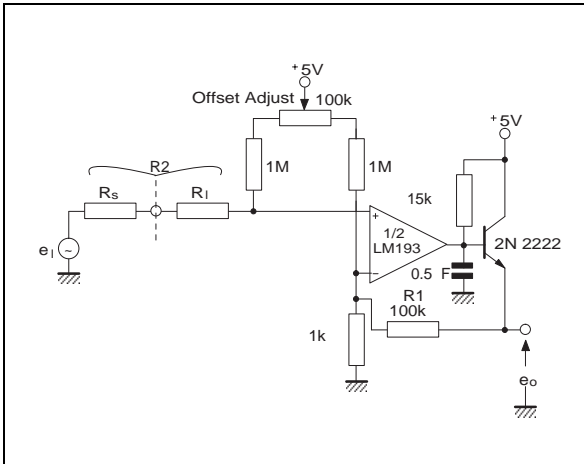 +5V
Offset Adjust 100k
+5V
R2
1M
1M
Rs
Rl
15k
+
1/2
LM193
2N 2222
el
~
0.5 F
−
R1
100k
1k
eo